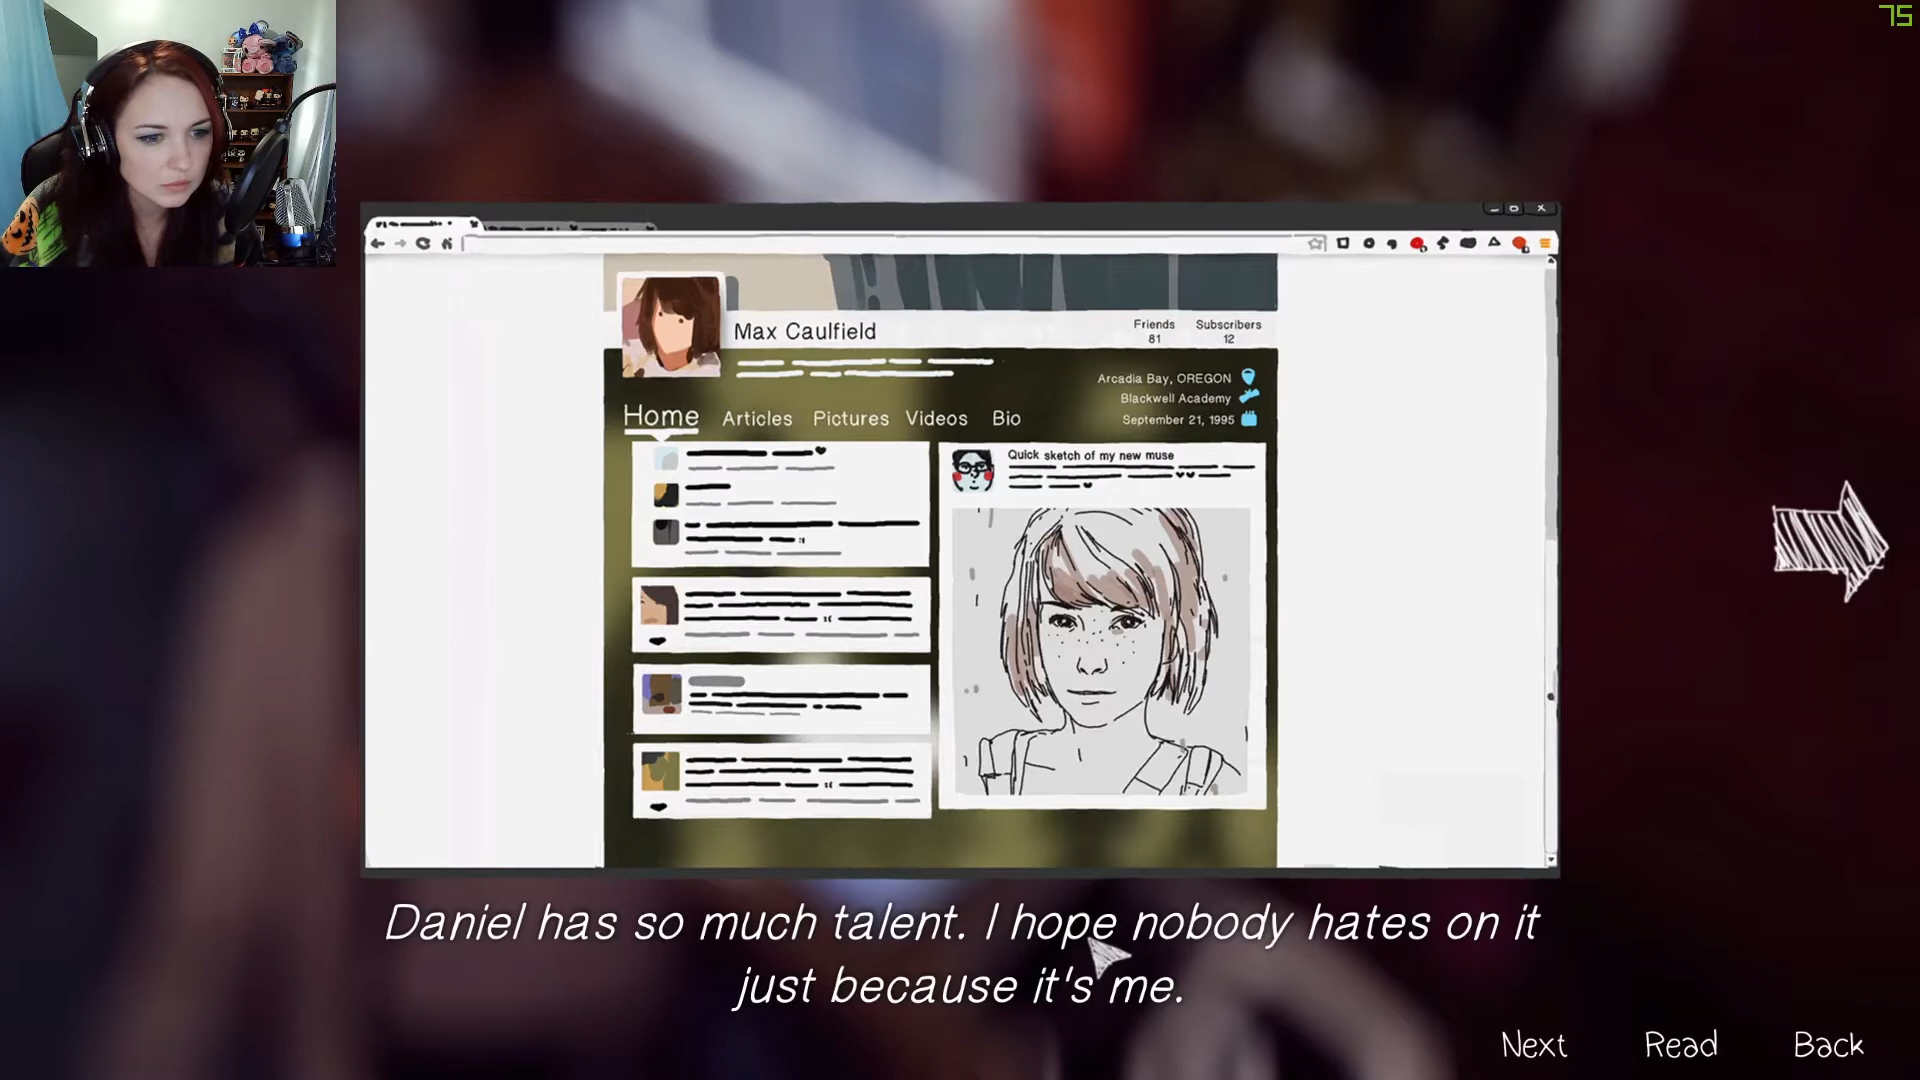 75
Max Caulfield
Friends
81
Subscribers
12
Arcadia Bay, OREGON
Blackwell Academy
September 21, 1995
Home
Articles
Pictures
Videos
Bio
Quick sketch of my new muse
Daniel has so much talent. I hope nobody hates on it
just because it's me.
Next
Read
Back